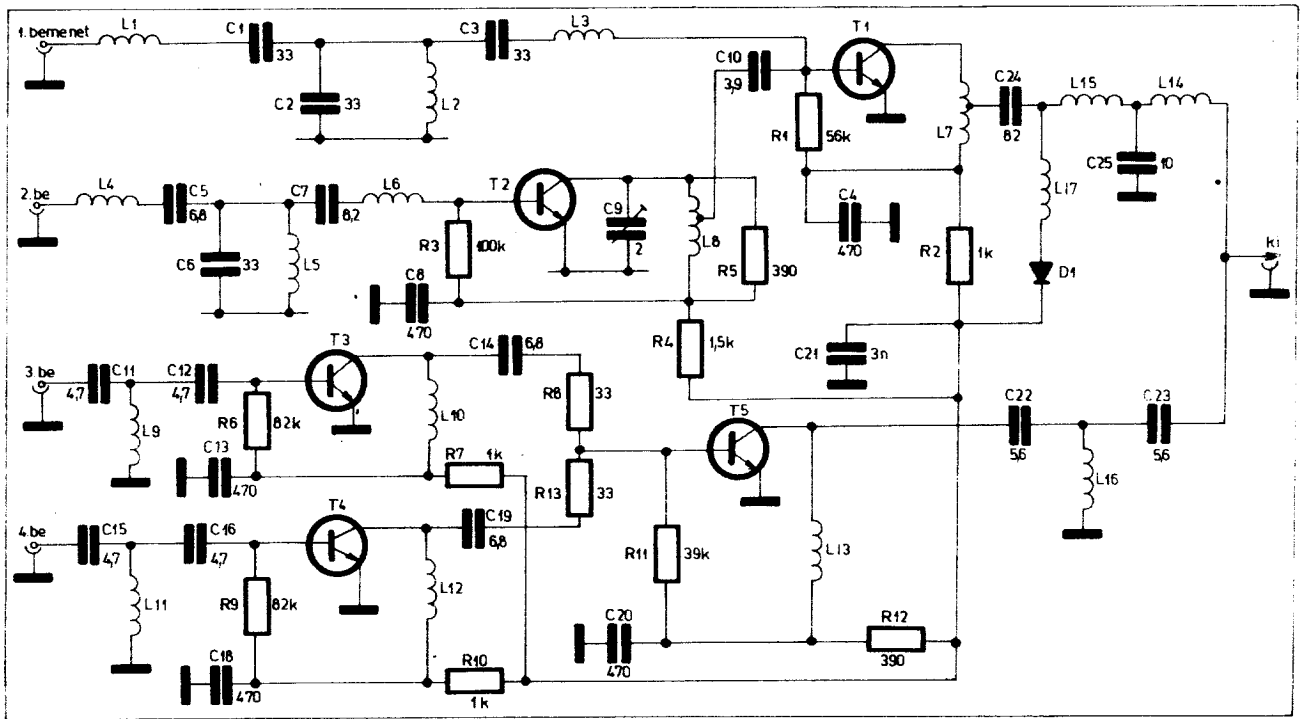 1. bemenet
L1
C1
33
C2
33
L2
C3
33
L3
C10
3,9
T1
R1
56k
C4
470
L7
R2
1k
C24
82
L15
L14
C25
10
L17
D1
ki
2.be
L4
C5
6,8
C6
33
L5
C7
8,2
L6
R3
100k
C8
470
T2
C9
2
L8
R5
390
R4
1,5k
C21
3n
3.be
C11
4,7
L9
C12
4,7
R6
82k
C13
470
T3
L10
R7
1k
C14
6,8
R8
33
R13
33
T5
R11
39k
C20
470
L13
R12
390
C22
5,6
L16
C23
5,6
4.be
C15
4,7
L11
C16
4,7
R9
82k
C18
470
T4
L12
R10
1k
C19
6,8